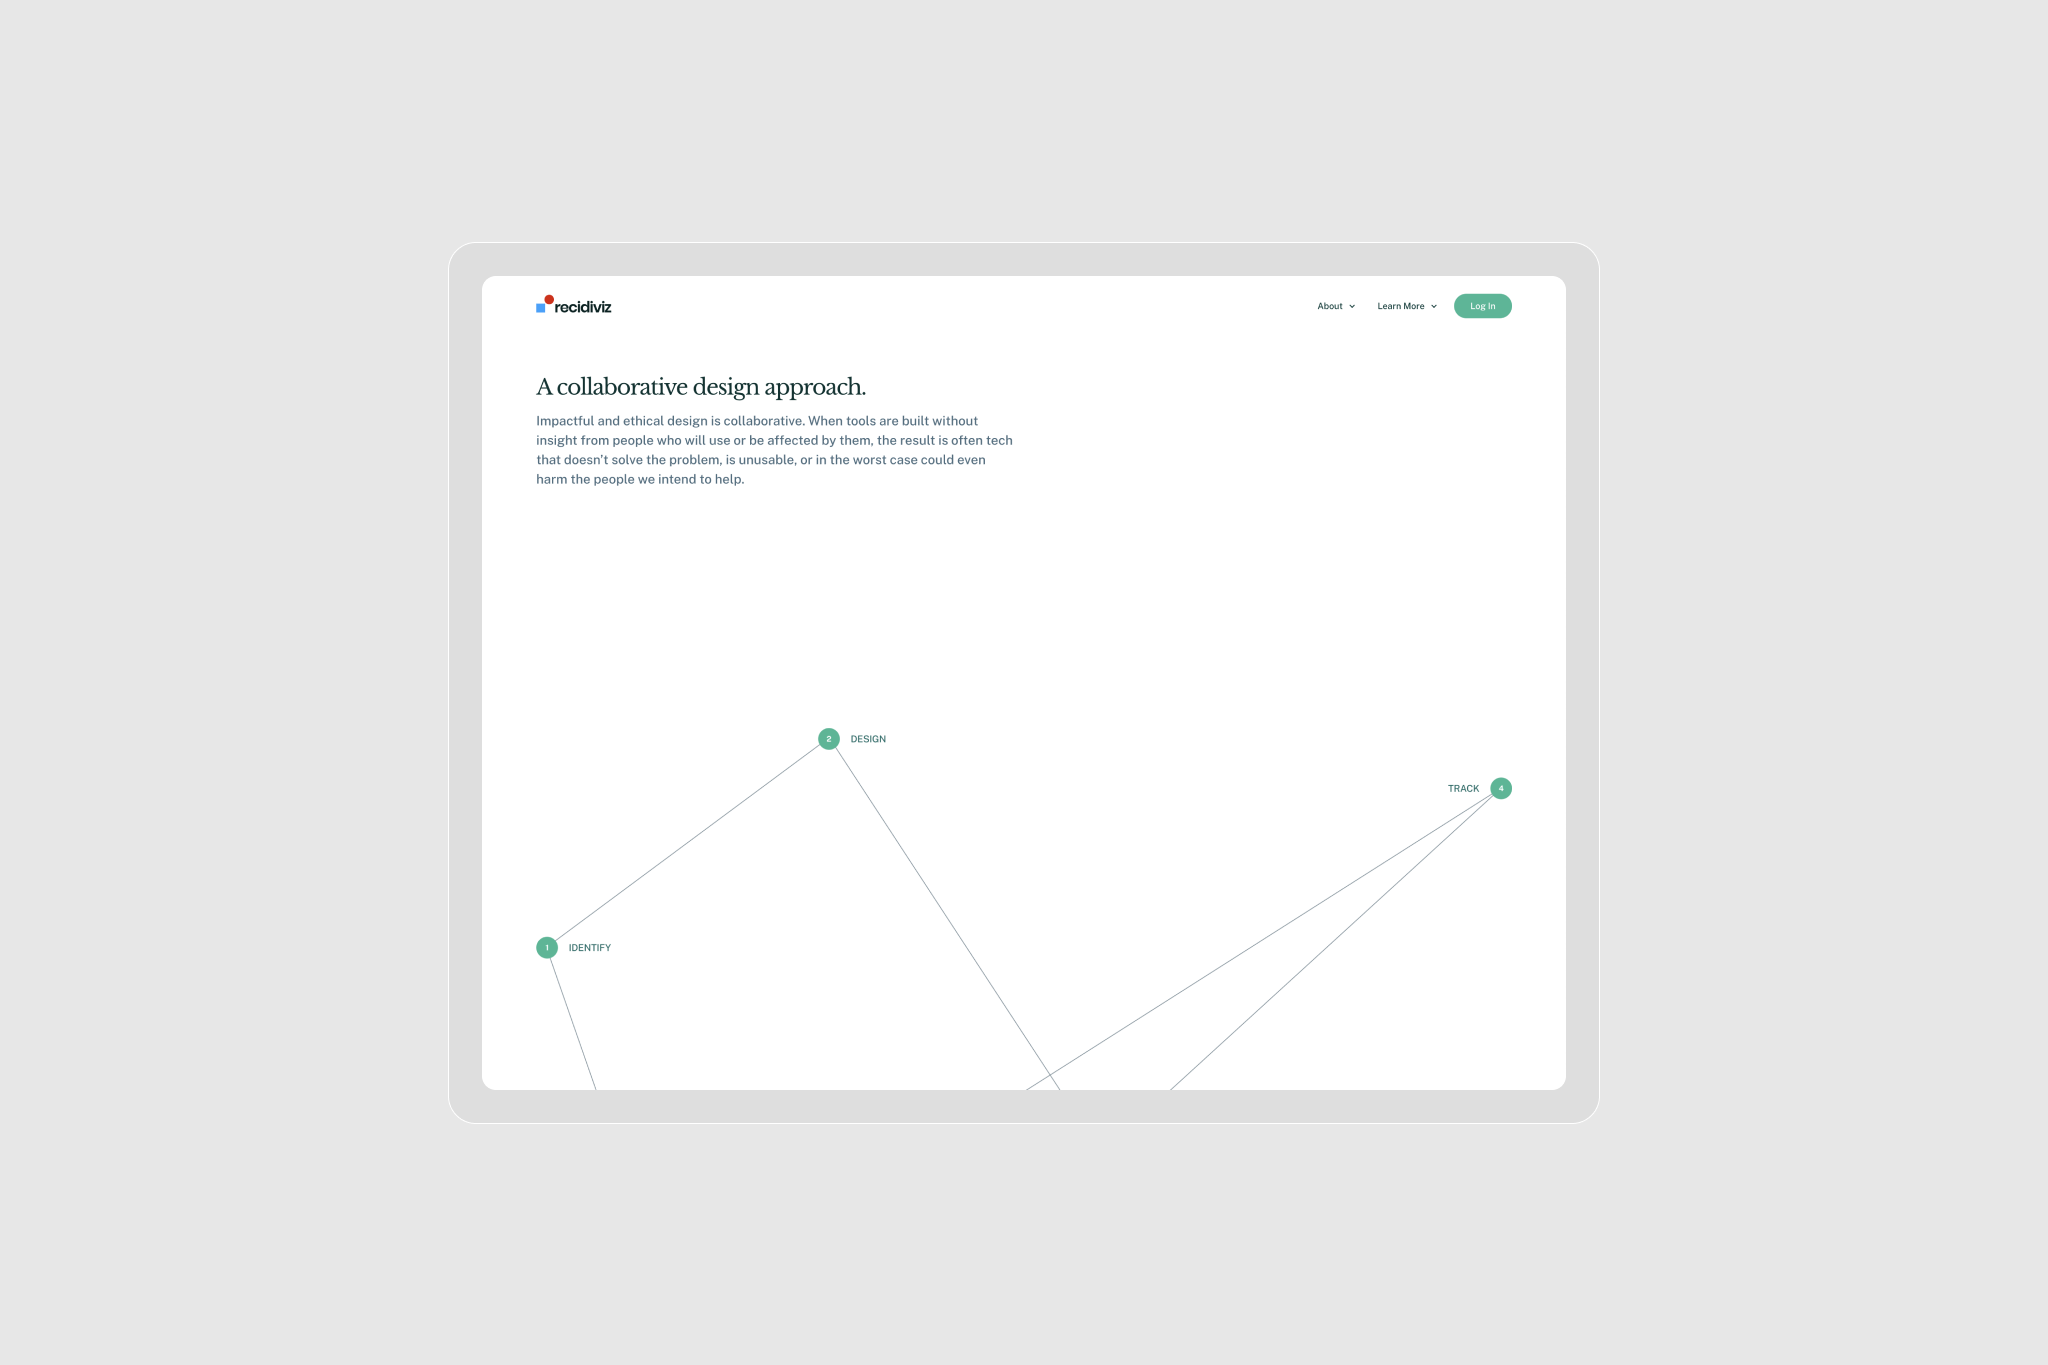 recidiviz
About
Learn More
Log In
A collaborative design approach.
Impactful and ethical design is collaborative. When tools are built without
insight from people who will use or be affected by them, the result is often tech
that doesn’t solve the problem, is unusable, or in the worst case could even
harm the people we intend to help.
2 DESIGN
TRACK 4
1 IDENTIFY